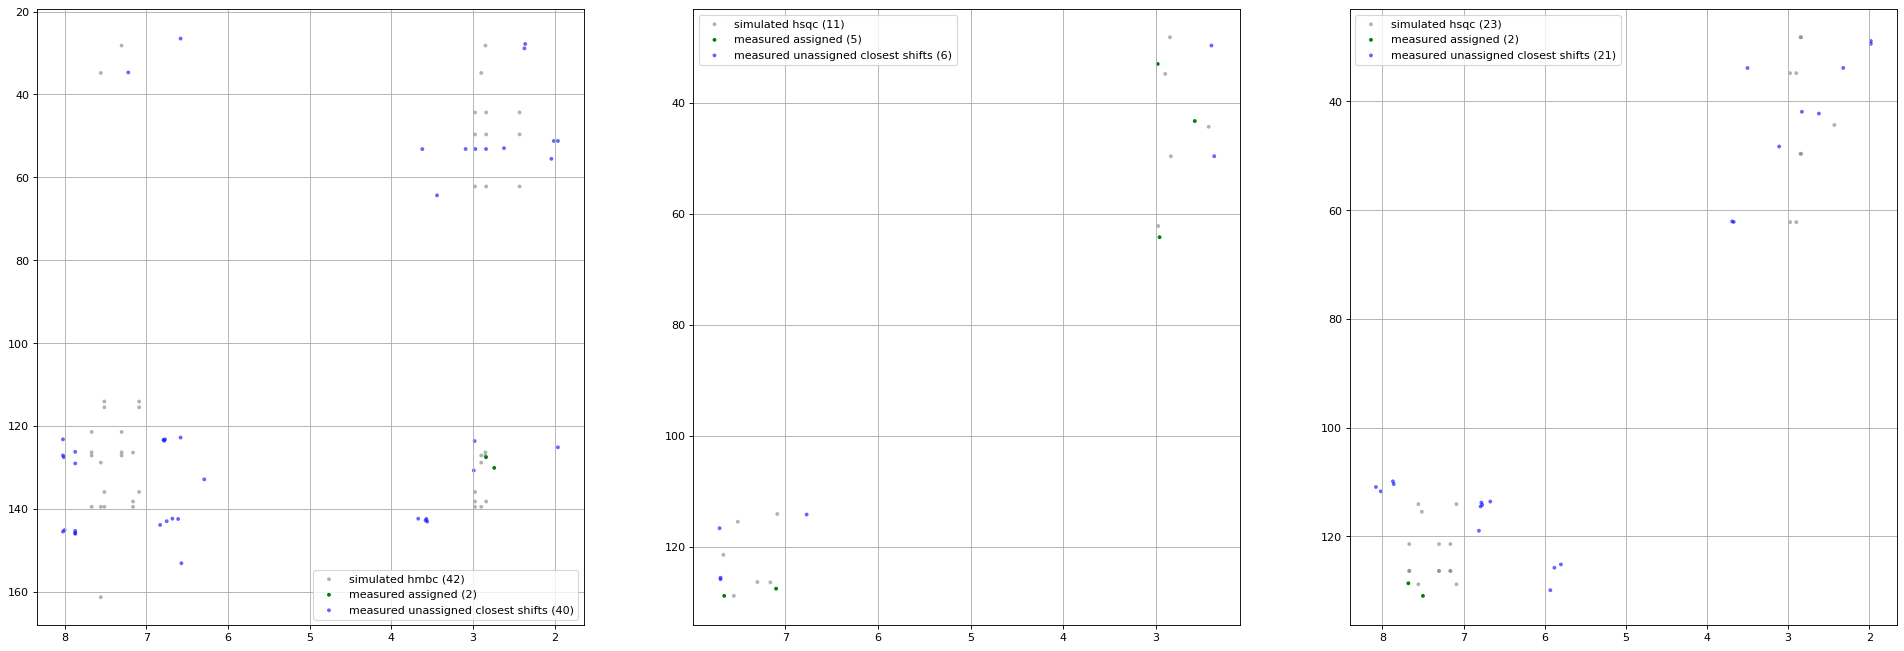 20
40
60
80
100
120
140
160
8 7 6 5 4 3 2
simulated hmbc (42)
measured assigned (2)
measured unassigned closest shifts (40)
simulated hsqc (11)
measured assigned (5)
measured unassigned closest shifts (6)
40
60
80
100
120
7 6 5 4 3
simulated hsqc (23)
measured assigned (2)
measured unassigned closest shifts (21)
40
60
80
100
120
8 7 6 5 4 3 2